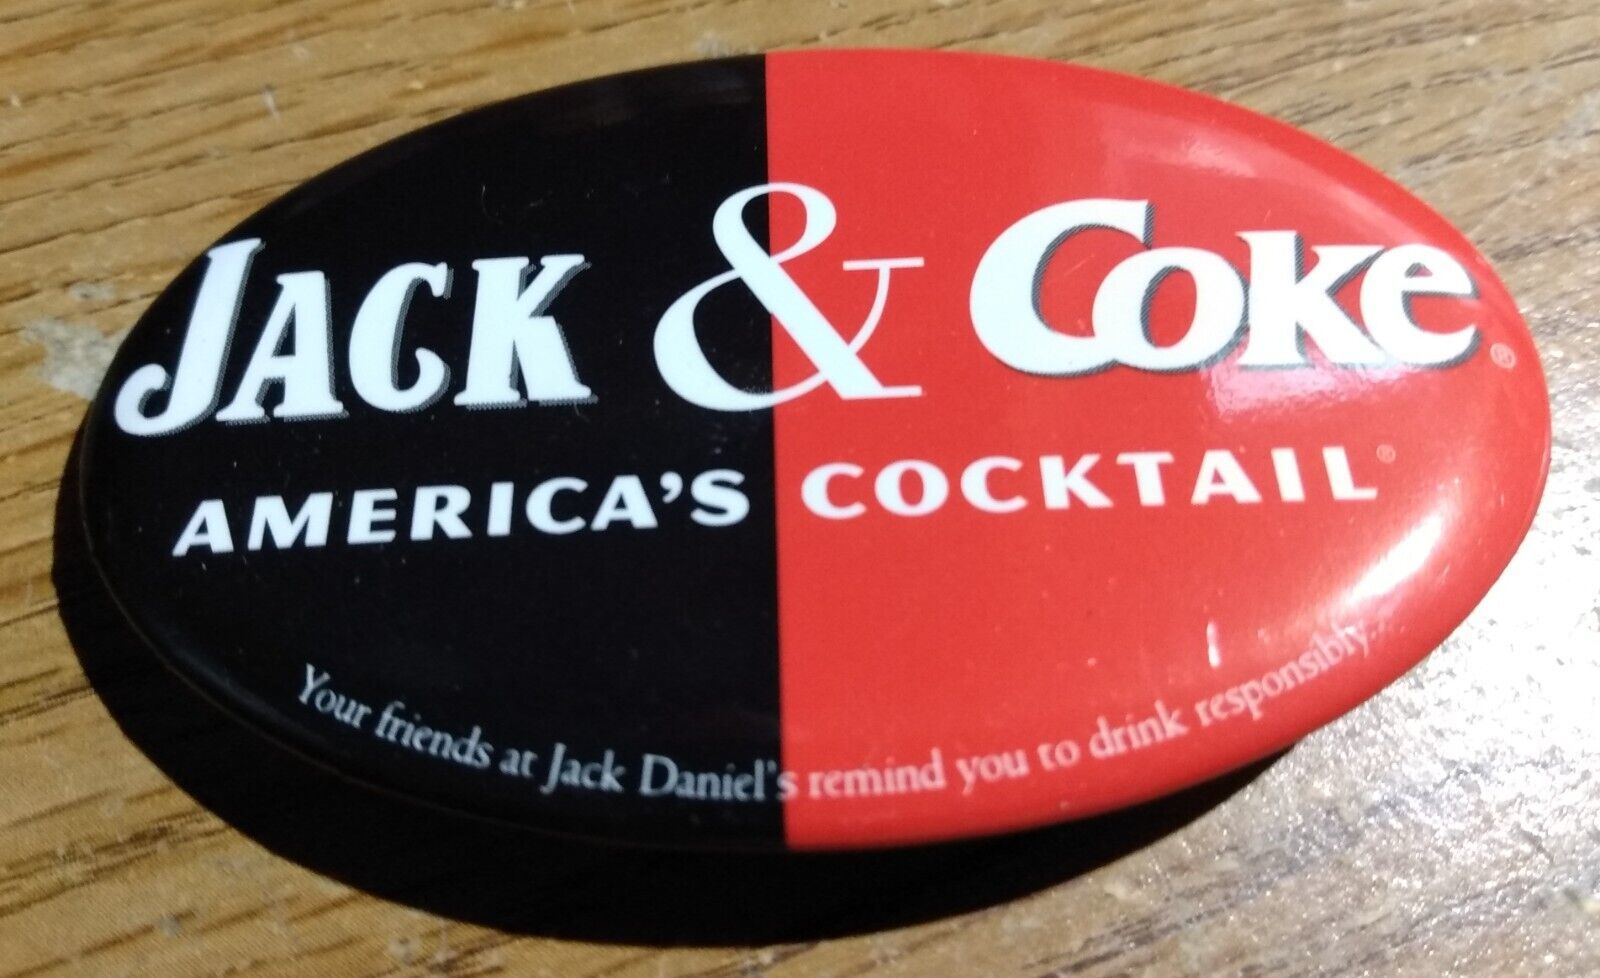 JACK & Coke®
AMERICA'S COCKTAIL®
Your friends at Jack Daniel's remind you to drink responsibly.